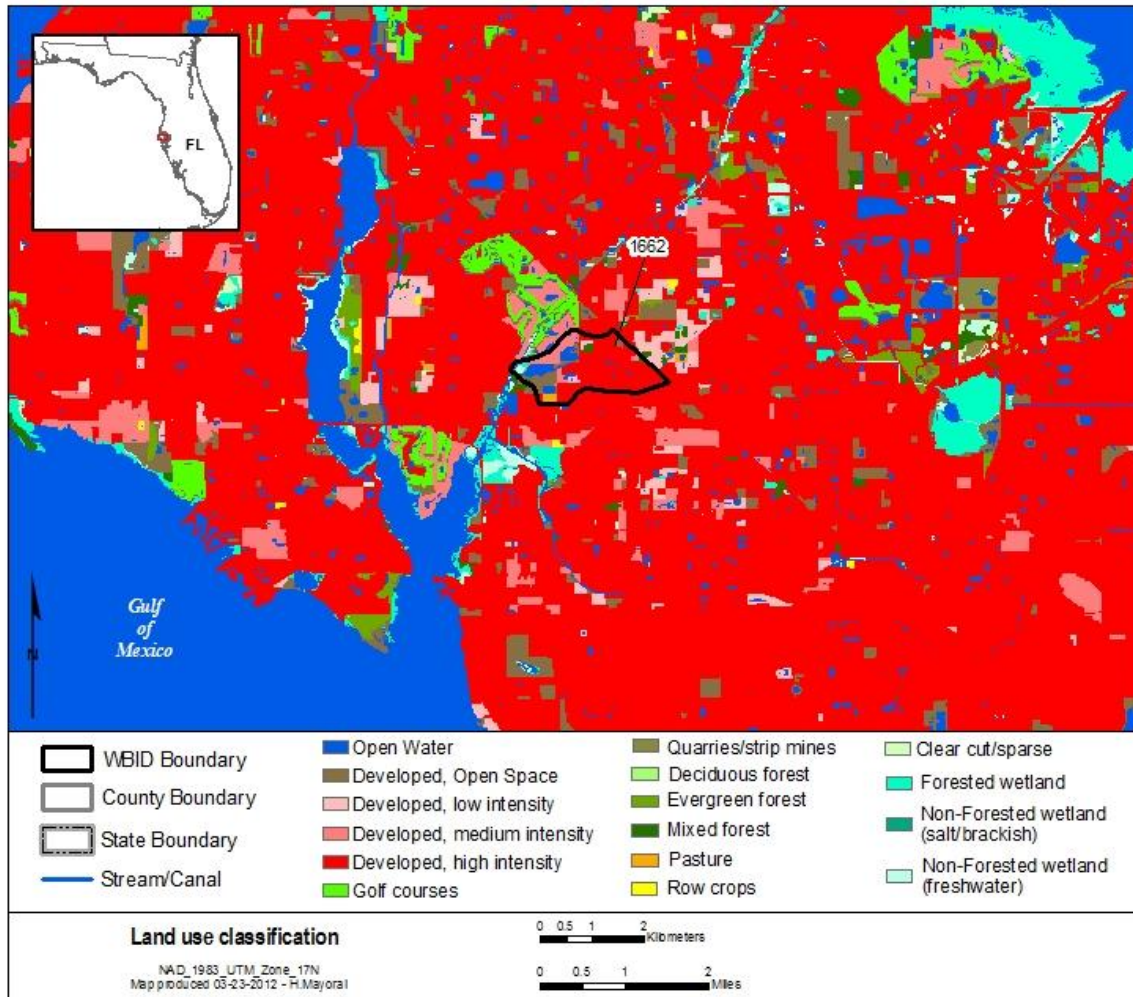 FL
1662
Gulf
of
Mexico
N
WBID Boundary
County Boundary
State Boundary
Stream/Canal
Open Water
Developed, Open Space
Developed, low intensity
Developed, medium intensity
Developed, high intensity
Golf courses
Quarries/strip mines
Deciduous forest
Evergreen forest
Mixed forest
Pasture
Row crops
Clear cut/sparse
Forested wetland
Non-Forested wetland
(salt/brackish)
Non-Forested wetland
(freshwater)
Land use classification
NAD_1983_UTM_Zone_17N
Map produced 03-23-2012 - H.Mayoral
0 0.5 1 2
Kilometers
0 0.5 1 2
Miles